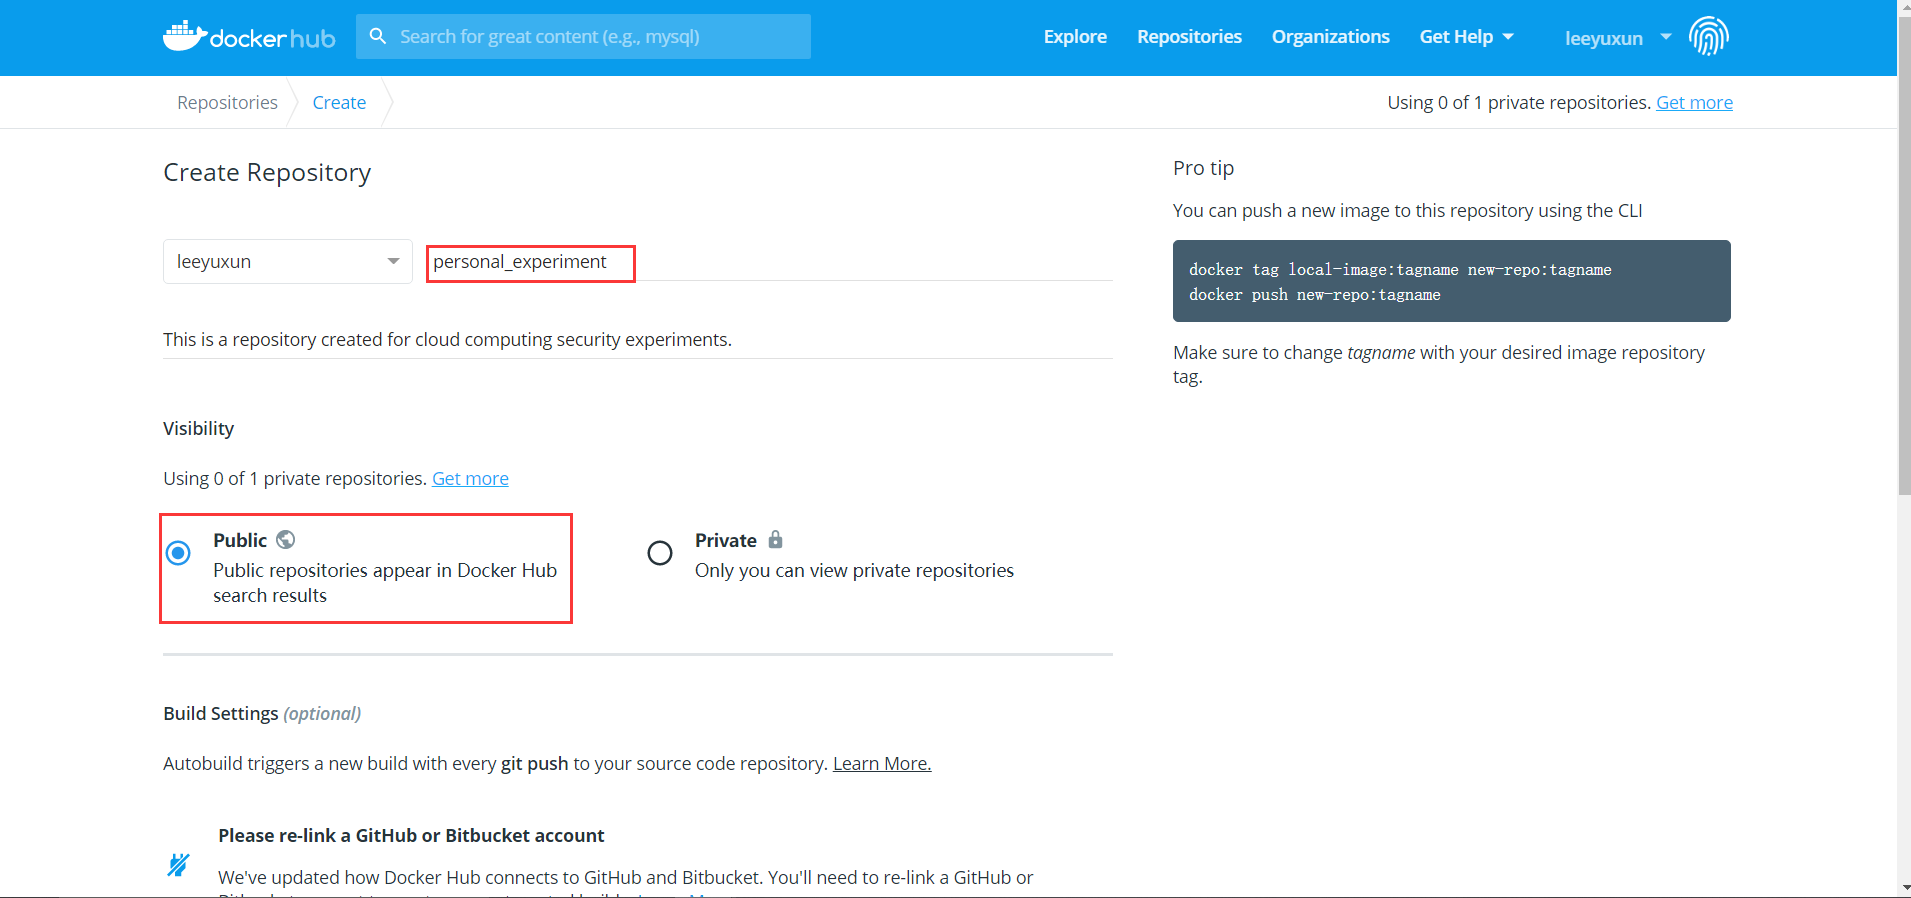 docker hub
Search for great content (e.g., mysql)
Explore
Repositories
Organizations
Get Help
leeyuxun
Repositories
Create
Using 0 of 1 private repositories. Get more
Create Repository
leeyuxun
personal_experiment
This is a repository created for cloud computing security experiments.
Visibility
Using 0 of 1 private repositories. Get more
Public
Public repositories appear in Docker Hub
search results
Private
Only you can view private repositories
Build Settings (optional)
Autobuild triggers a new build with every git push to your source code repository. Learn More.
Please re-link a GitHub or Bitbucket account
We've updated how Docker Hub connects to GitHub and Bitbucket. You'll need to re-link a GitHub or
Pro tip
You can push a new image to this repository using the CLI
docker tag local-image:tagname new-repo:tagname
docker push new-repo:tagname
Make sure to change tagname with your desired image repository
tag.